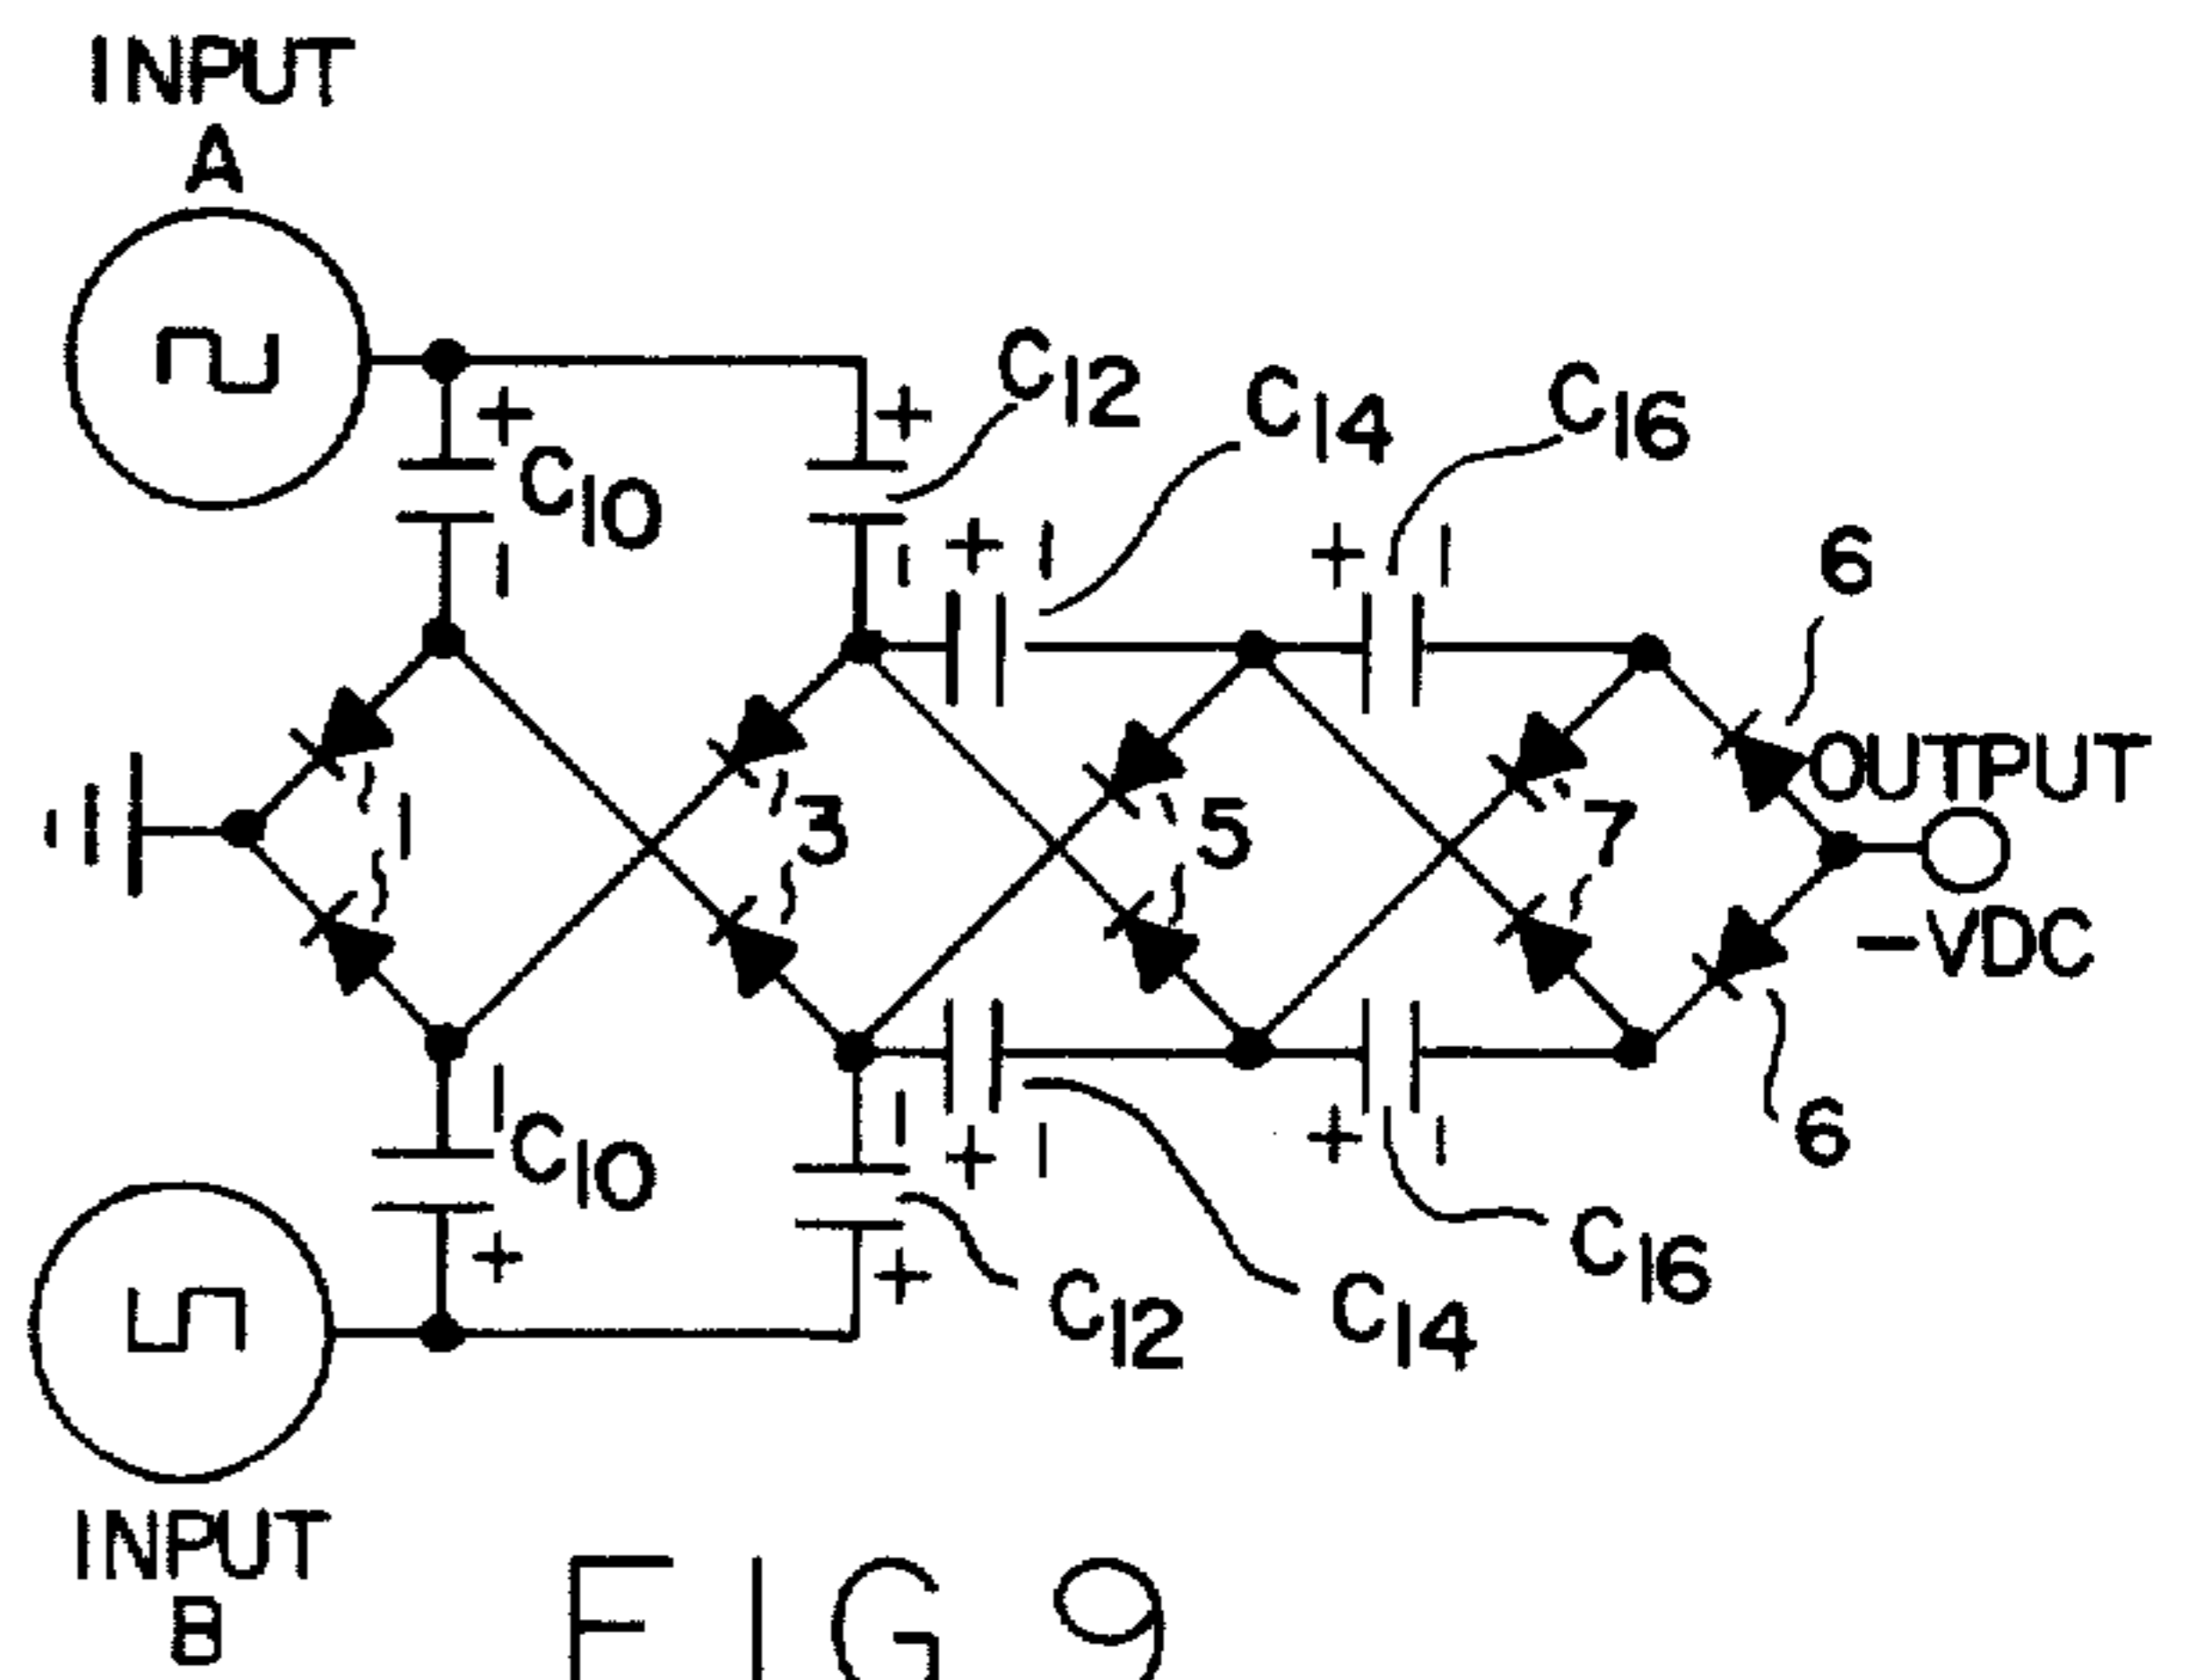 INPUT
A
+
C12
C14
C16
+
C10
+ −
+ −
6
−
−
OUTPUT
1
3
5
7
−VDC
−
C10
−
+ −
+ −
6
+
+
C12
C14
C16
INPUT
B
FIG 9